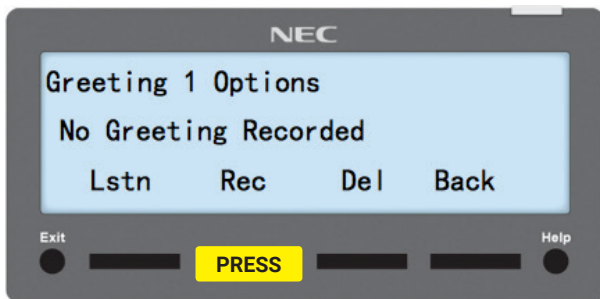 NEC
Greeting 1 Options
No Greeting Recorded
Lstn Rec Del Back
Exit Help
PRESS